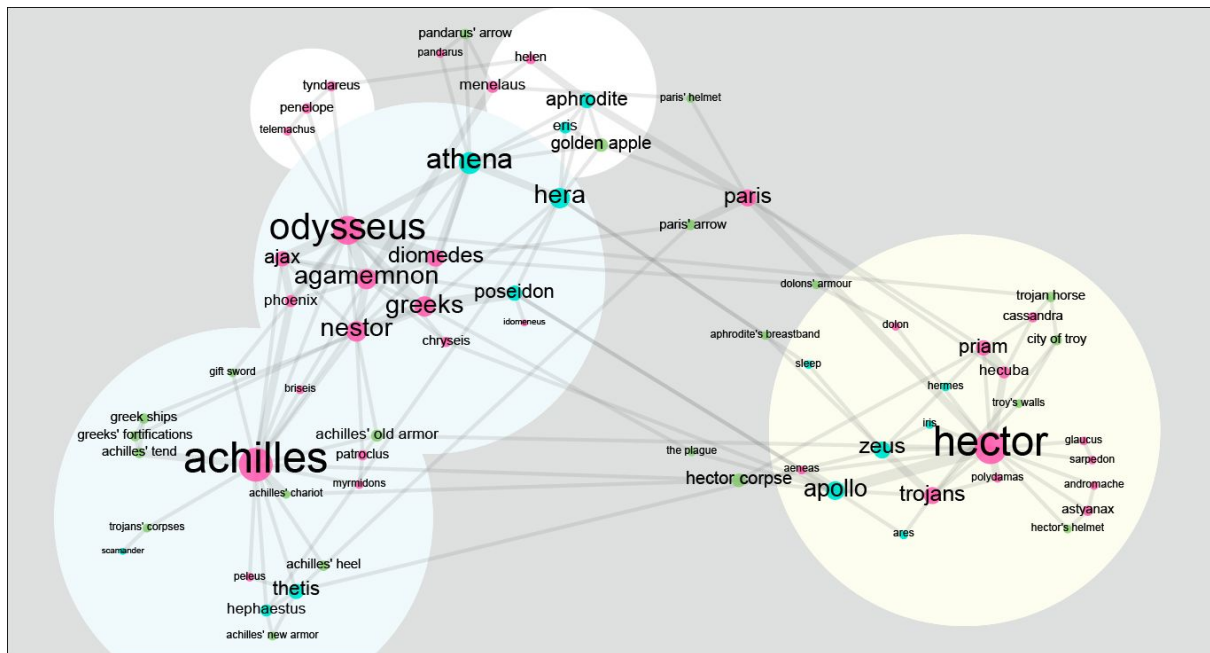 pandarus' arrow
pandarus
helen
tyndareus
menelaus
penelope
aphrodite
paris' helmet
telemachus
eris
golden apple
athena
hera
paris
odysseus
paris' arrow
ajax
diomedes
agamemnon
dolons' armour
poseidon
phoenix
greeks
trojan horse
cassandra
idomeneus
nestor
dolon
chryseis
aphrodite's breastband
city of troy
priam
sleep
hecuba
gift sword
briseis
hermes
troy's walls
greek ships
iris
greeks' fortifications
achilles' old armor
glaucus
achilles' tend
the plague
zeus
hector
patroclus
achilles
sarpedon
aeneas
hector corpse
polydamas
myrmidons
andromache
achilles' chariot
apollo
trojans
astyanax
trojans' corpses
hector's helmet
ares
scamander
achilles' heel
peleus
thetis
hephaestus
achilles' new armor